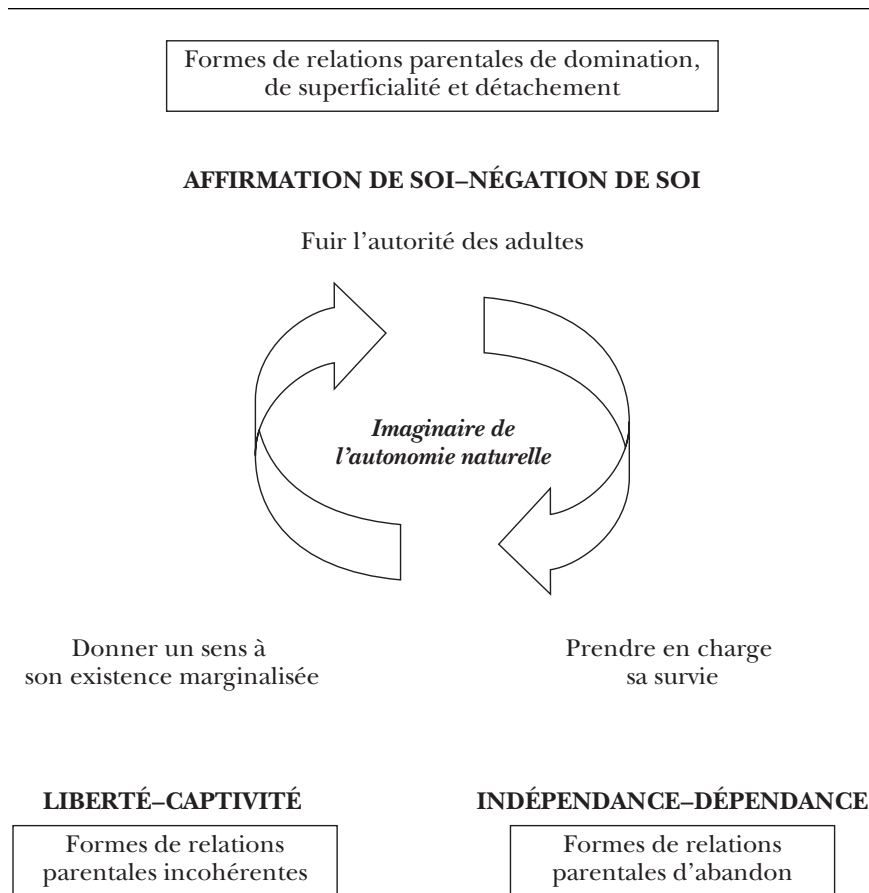 Formes de relations parentales de domination,
de superficialité et détachement
AFFIRMATION DE SOI–NÉGATION DE SOI
Fuir l’autorité des adultes
Imaginaire de
l’autonomie naturelle
Donner un sens à
son existence marginalisée
Prendre en charge
sa survie
LIBERTÉ–CAPTIVITÉ
Formes de relations
parentales incohérentes
INDÉPENDANCE–DÉPENDANCE
Formes de relations
parentales d’abandon